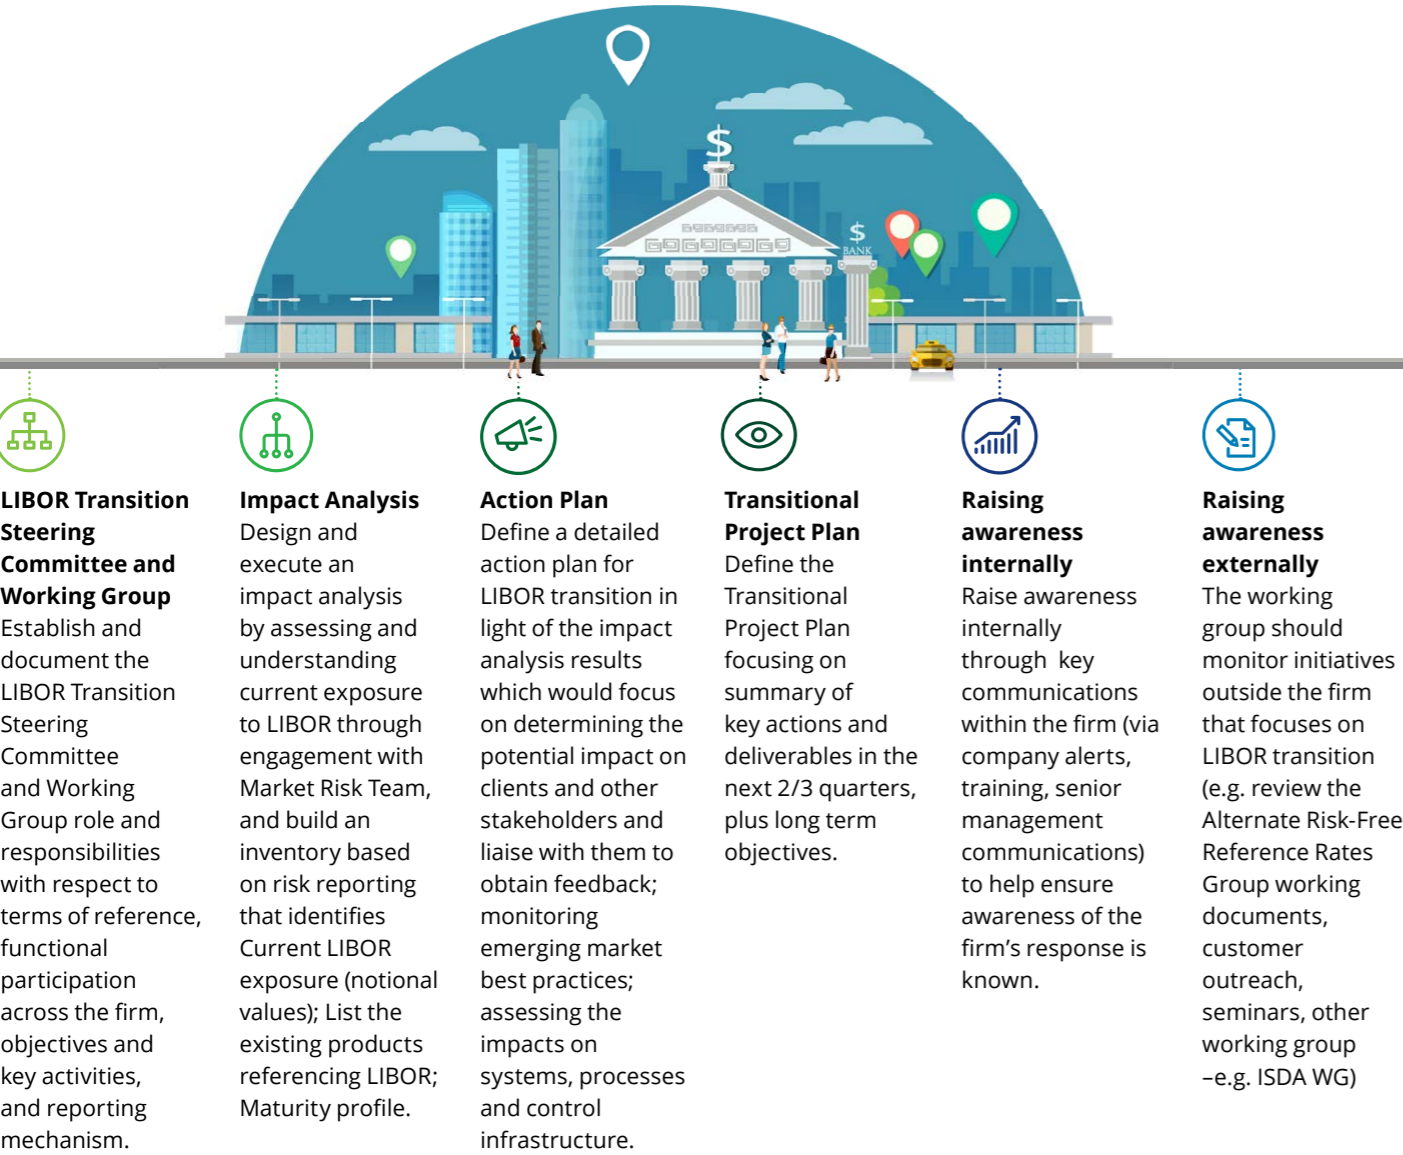 $
$
BANK
LIBOR Transition
Steering
Committee and
Working Group
Establish and
document the
LIBOR Transition
Steering
Committee
and Working
Group role and
responsibilities
with respect to
terms of reference,
functional
participation
across the firm,
objectives and
key activities,
and reporting
mechanism.
Impact Analysis
Design and
execute an
impact analysis
by assessing and
understanding
current exposure
to LIBOR through
engagement with
Market Risk Team,
and build an
inventory based
on risk reporting
that identifies
Current LIBOR
exposure (notional
values); List the
existing products
referencing LIBOR;
Maturity profile.
Action Plan
Define a detailed
action plan for
LIBOR transition in
light of the impact
analysis results
which would focus
on determining the
potential impact on
clients and other
stakeholders and
liaise with them to
obtain feedback;
monitoring
emerging market
best practices;
assessing the
impacts on
systems, processes
and control
infrastructure.
Transitional
Project Plan
Define the
Transitional
Project Plan
focusing on
summary of
key actions and
deliverables in the
next 2/3 quarters,
plus long term
objectives.
Raising
awareness
internally
Raise awareness
internally
through  key
communications
within the firm (via
company alerts,
training, senior
management
communications)
to help ensure
awareness of the
firm’s response is
known.
Raising
awareness
externally
The working
group should
monitor initiatives
outside the firm
that focuses on
LIBOR transition
(e.g. review the
Alternate Risk-Free
Reference Rates
Group working
documents,
customer
outreach,
seminars, other
working group
–e.g. ISDA WG)